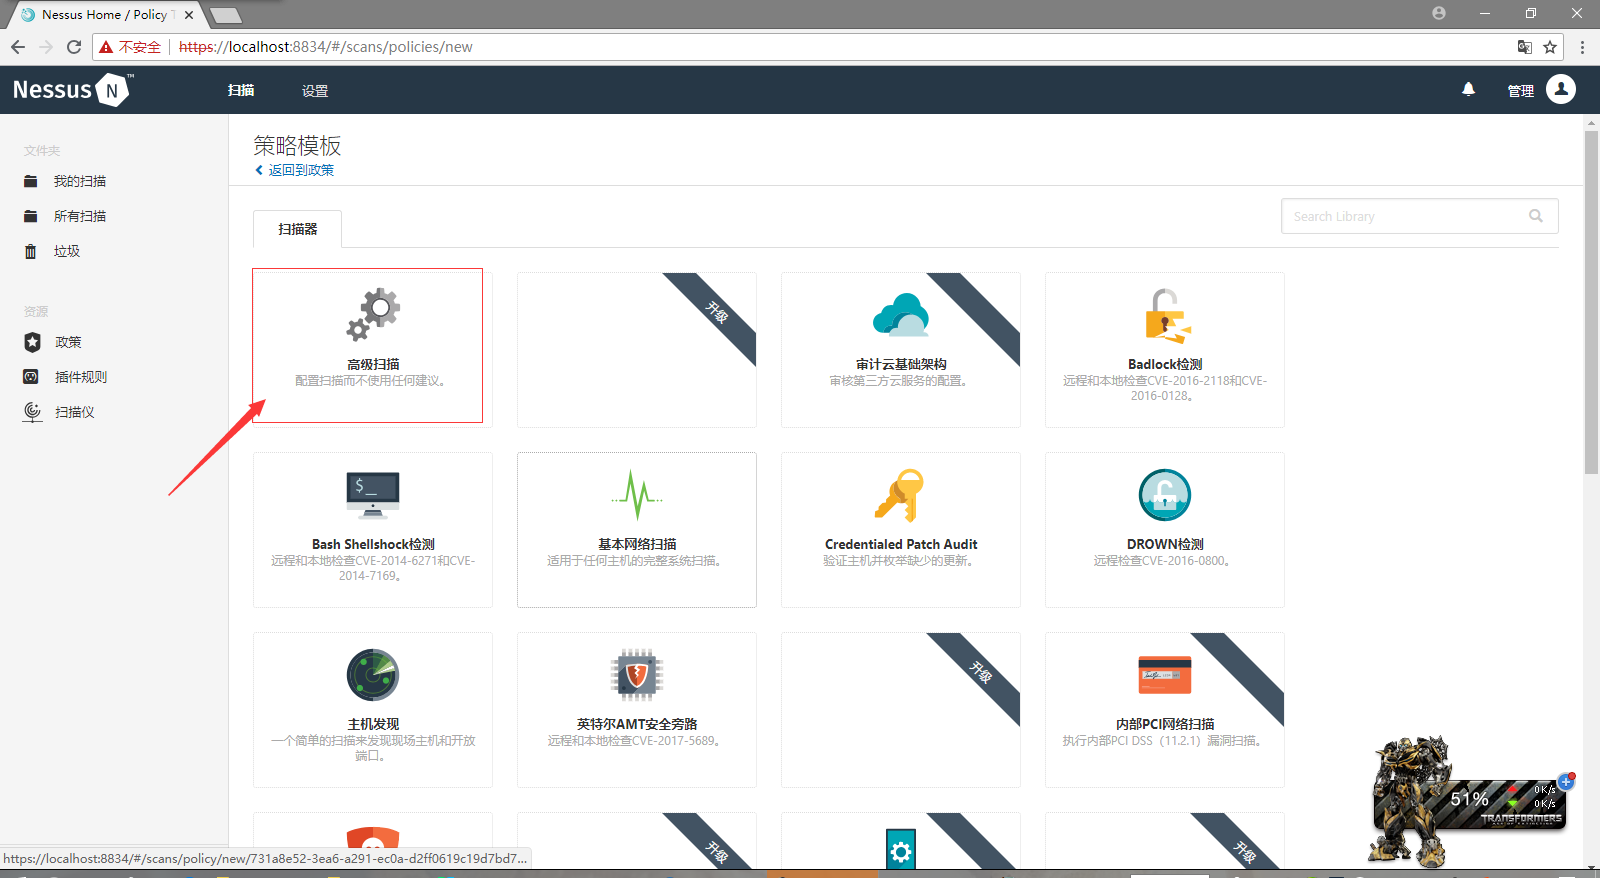 Nessus Home / Policy T
不安全
https://localhost:8834/#/scans/policies/new
Nessus N ™
扫描
设置
管理
文件夹
我的扫描
所有扫描
垃圾
资源
政策
插件规则
扫描仪
策略模板
返回到政策
扫描器
Search Library
高级扫描
配置扫描而不使用任何建议。
升级
审计云基础架构
审核第三方云服务的配置。
Badlock检测
远程和本地检查CVE-2016-2118和CVE-
2016-0128。
$_
Bash Shellshock检测
远程和本地检查CVE-2014-6271和CVE-
2014-7169。
基本网络扫描
适用于任何主机的完整系统扫描。
Credentialed Patch Audit
验证主机并枚举缺少的更新。
DROWN检测
远程检查CVE-2016-0800。
主机发现
一个简单的扫描来发现现场主机和开放
端口。
英特尔AMT安全旁路
远程和本地检查CVE-2017-5689。
升级
内部PCI网络扫描
执行内部PCI DSS（11.2.1）漏洞扫描。
升级
升级
51%
0K/s
0K/s
TRANSFORMERS
https://localhost:8834/#/scans/policy/new/731a8e52-3ea6-a291-ec0a-d2ff0619c19d7bd7...